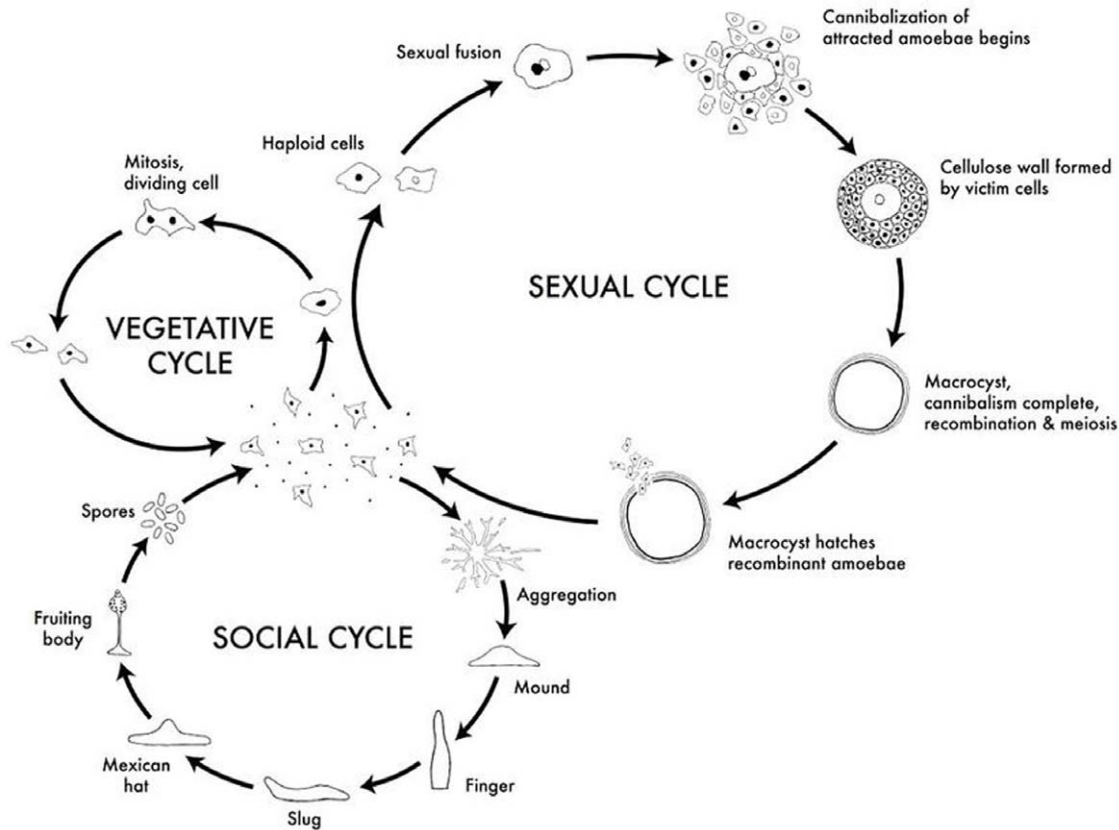 Cannibalization of
attracted amoebae begins
Sexual fusion
Haploid cells
Mitosis,
dividing cell
Cellulose wall formed
by victim cells
SEXUAL CYCLE
VEGETATIVE
CYCLE
Macrocyst,
cannibalism complete,
recombination & meiosis
Spores
Macrocyst hatches
recombinant amoebae
Aggregation
Fruiting
body
SOCIAL CYCLE
Mound
Mexican
hat
Finger
Slug